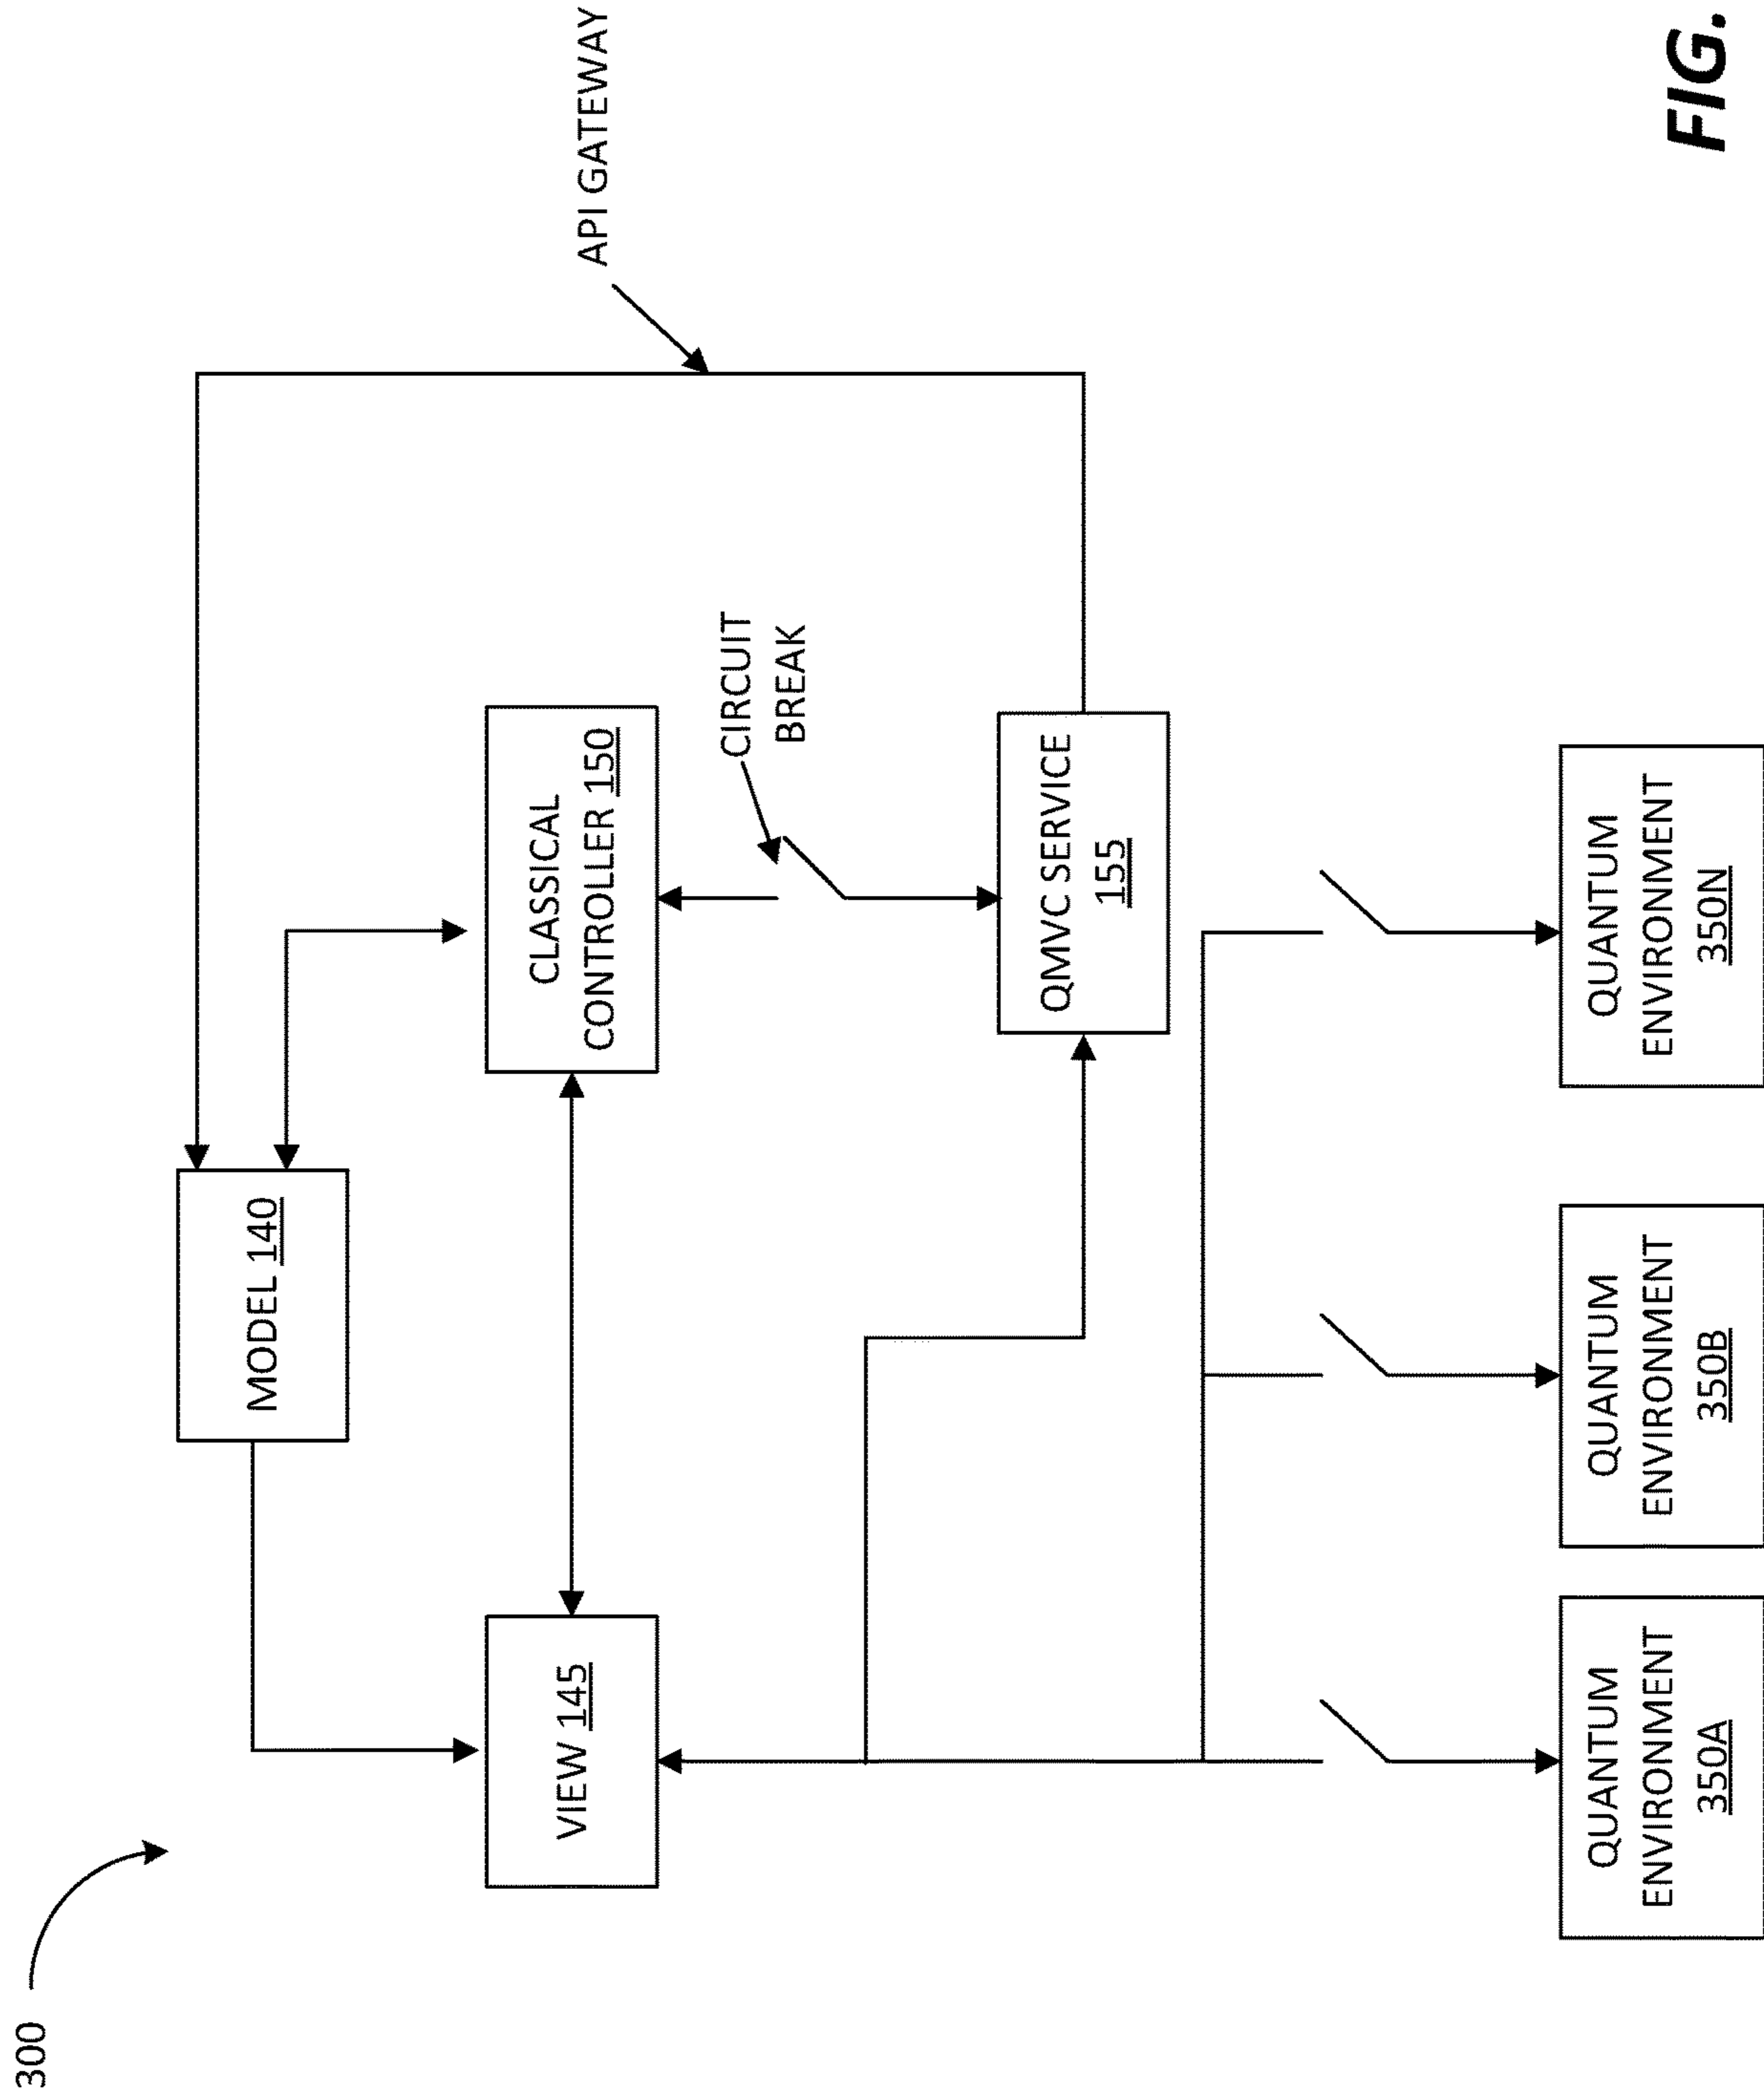 300
MODEL 140
API GATEWAY
VIEW 145
CLASSICAL
CONTROLLER 150
CIRCUIT
BREAK
QMVC SERVICE
155
QUANTUM
ENVIRONMENT
350A
QUANTUM
ENVIRONMENT
350B
QUANTUM
ENVIRONMENT
350N
FIG.